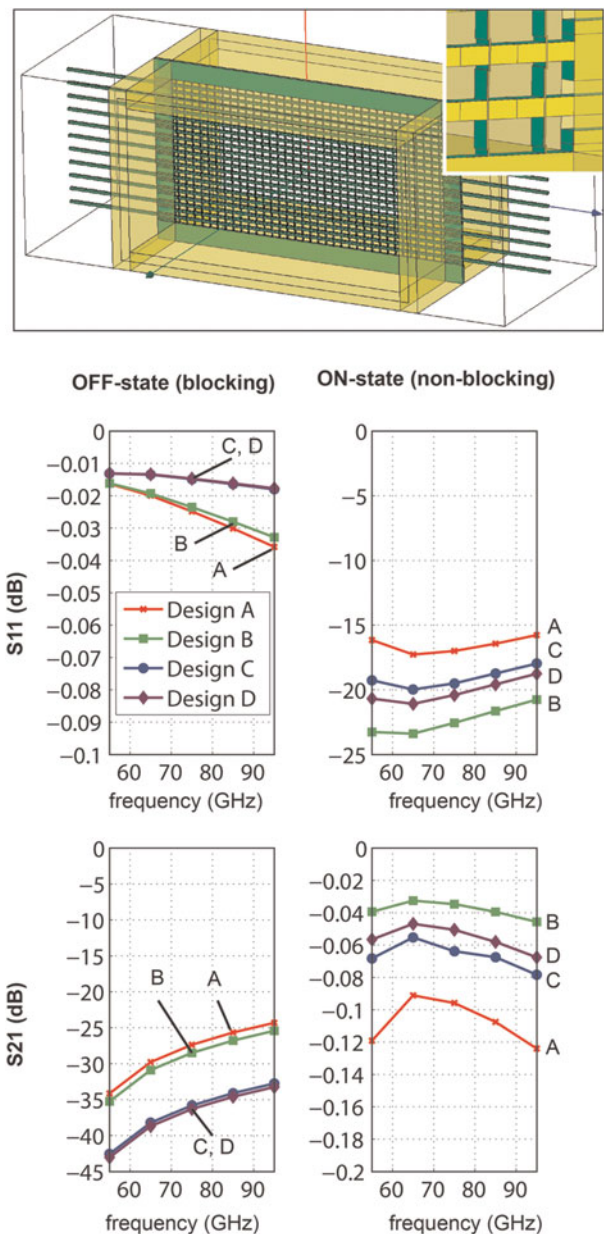 OFF-state (blocking)
ON-state (non-blocking)
S11 (dB)
0
−0.01
−0.02
−0.03
−0.04
−0.05
−0.06
−0.07
−0.08
−0.09
−0.1
C, D
B
A
Design A
Design B
Design C
Design D
60 70 80 90
frequency (GHz)
0
−5
−10
−15
−20
−25
A
C
D
B
60 70 80 90
frequency (GHz)
S21 (dB)
0
−5
−10
−15
−20
−25
−30
−35
−40
−45
B
A
C, D
60 70 80 90
frequency (GHz)
0
−0.02
−0.04
−0.06
−0.08
−0.1
−0.12
−0.14
−0.16
−0.18
−0.2
B
D
C
A
60 70 80 90
frequency (GHz)